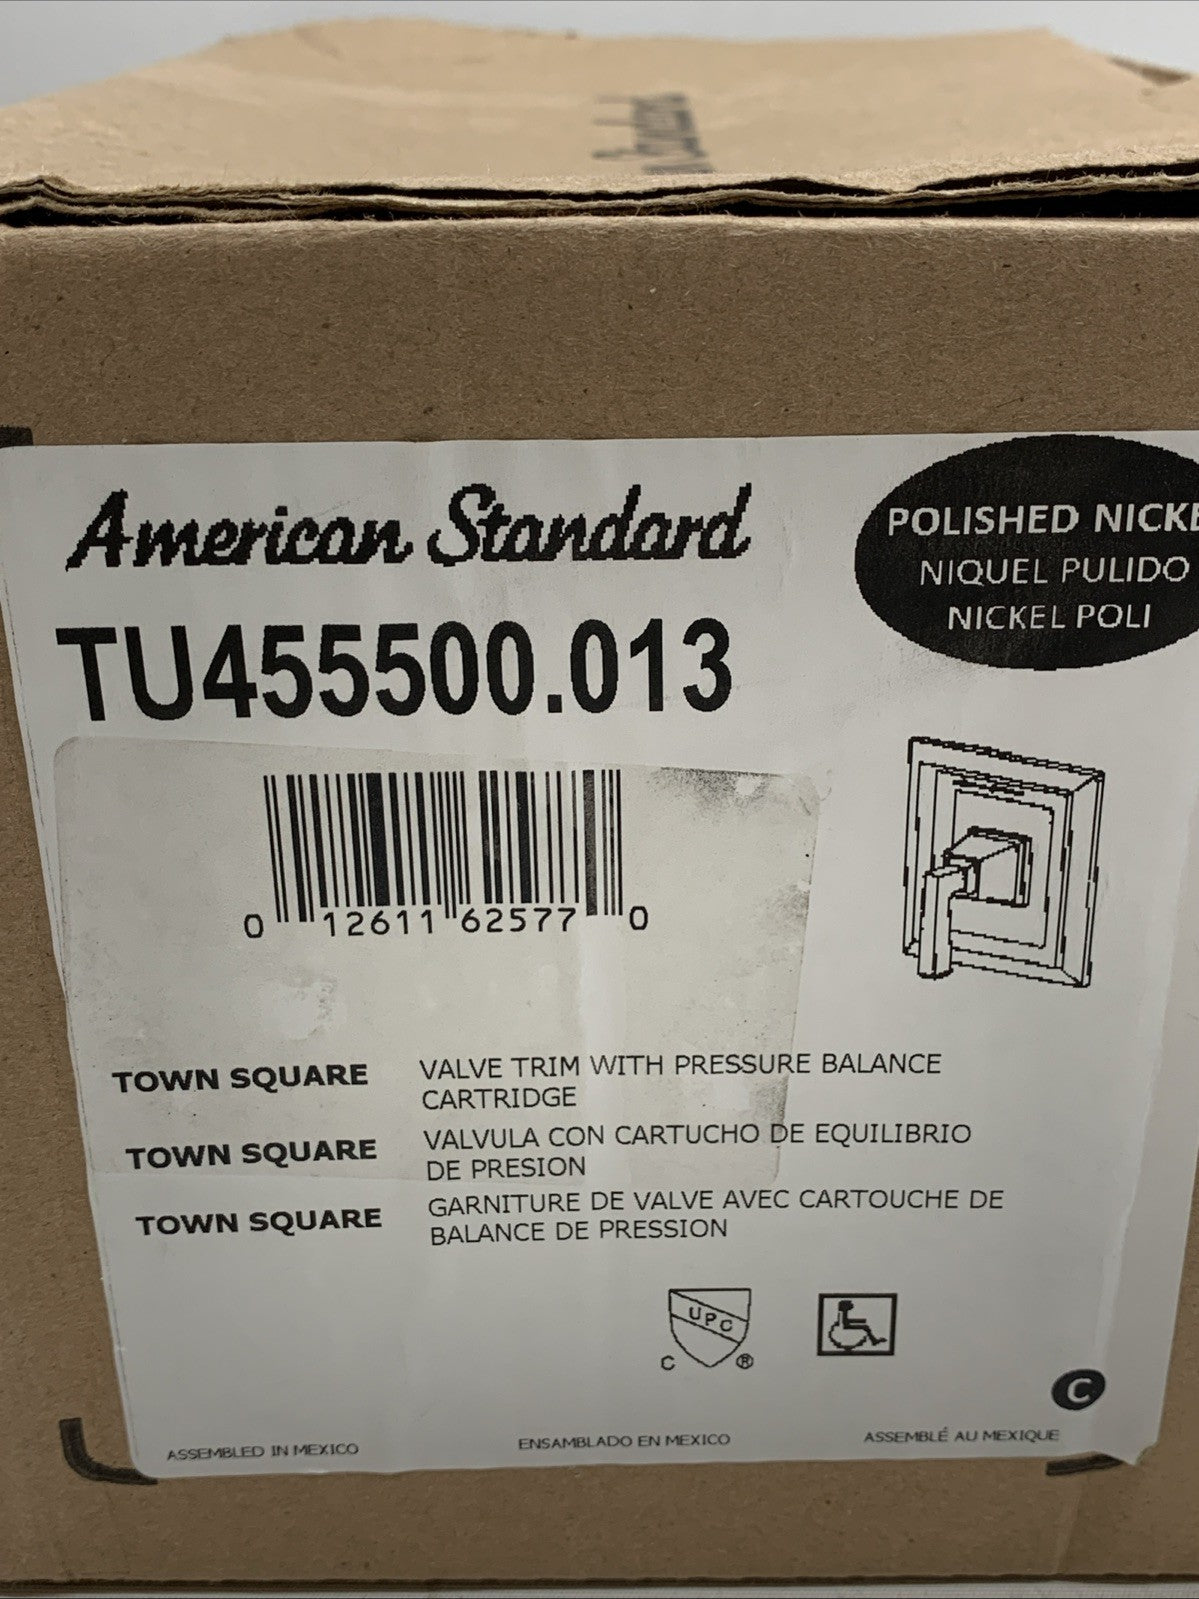 American Standard
POLISHED NICKE
NIQUEL PULIDO
NICKEL POLI
TU455500.013
0 12611 62577 0
TOWN SQUARE VALVE TRIM WITH PRESSURE BALANCE
CARTRIDGE
TOWN SQUARE VALVULA CON CARTUCHO DE EQUILIBRIO
DE PRESION
TOWN SQUARE GARNITURE DE VALVE AVEC CARTOUCHE DE
BALANCE DE PRESSION
UPC
C ®
C
ASSEMBLED IN MEXICO ENSAMBLADO EN MEXICO ASSEMBLÉ AU MEXIQUE